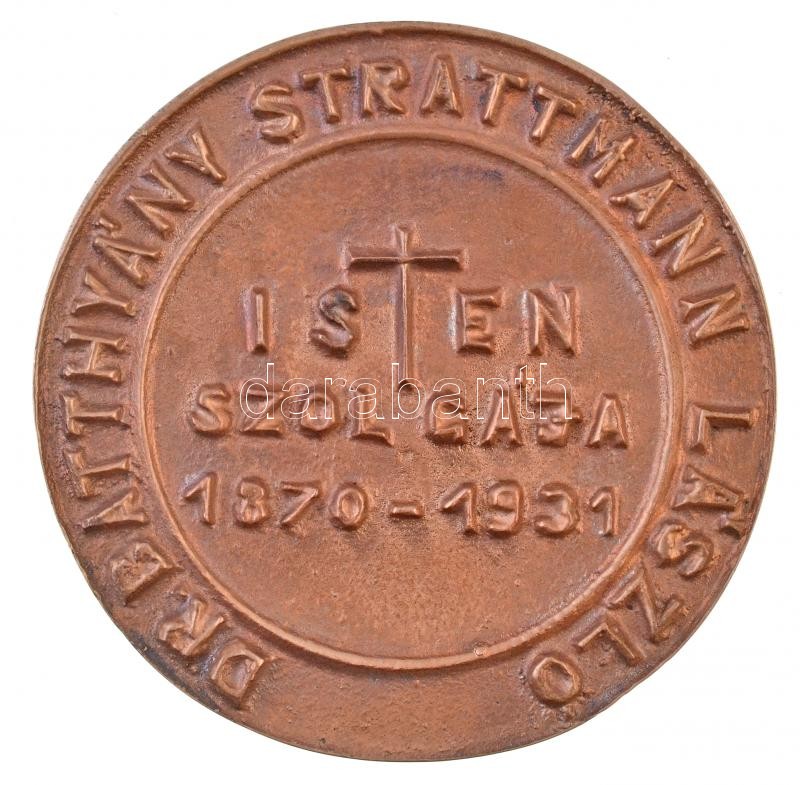 DR BATTHYÁNY STRATTMANN LÁSZLÓ
ISTEN
SZOLGÁJA
1870-1931
darabanth